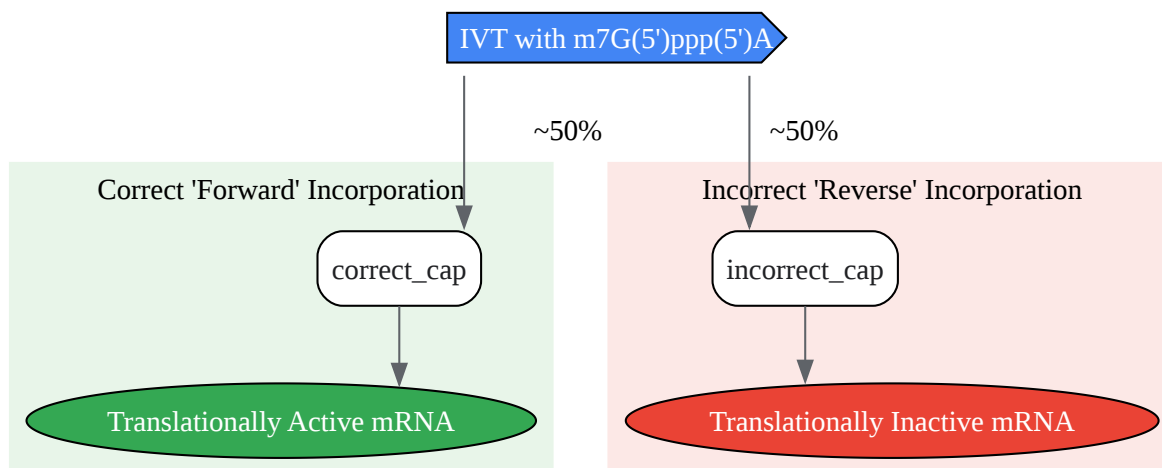 IVT with m7G(5')ppp(5')A
~50%
~50%
Correct 'Forward' Incorporation
Incorrect 'Reverse' Incorporation
correct_cap
incorrect_cap
Translationally Active mRNA
Translationally Inactive mRNA